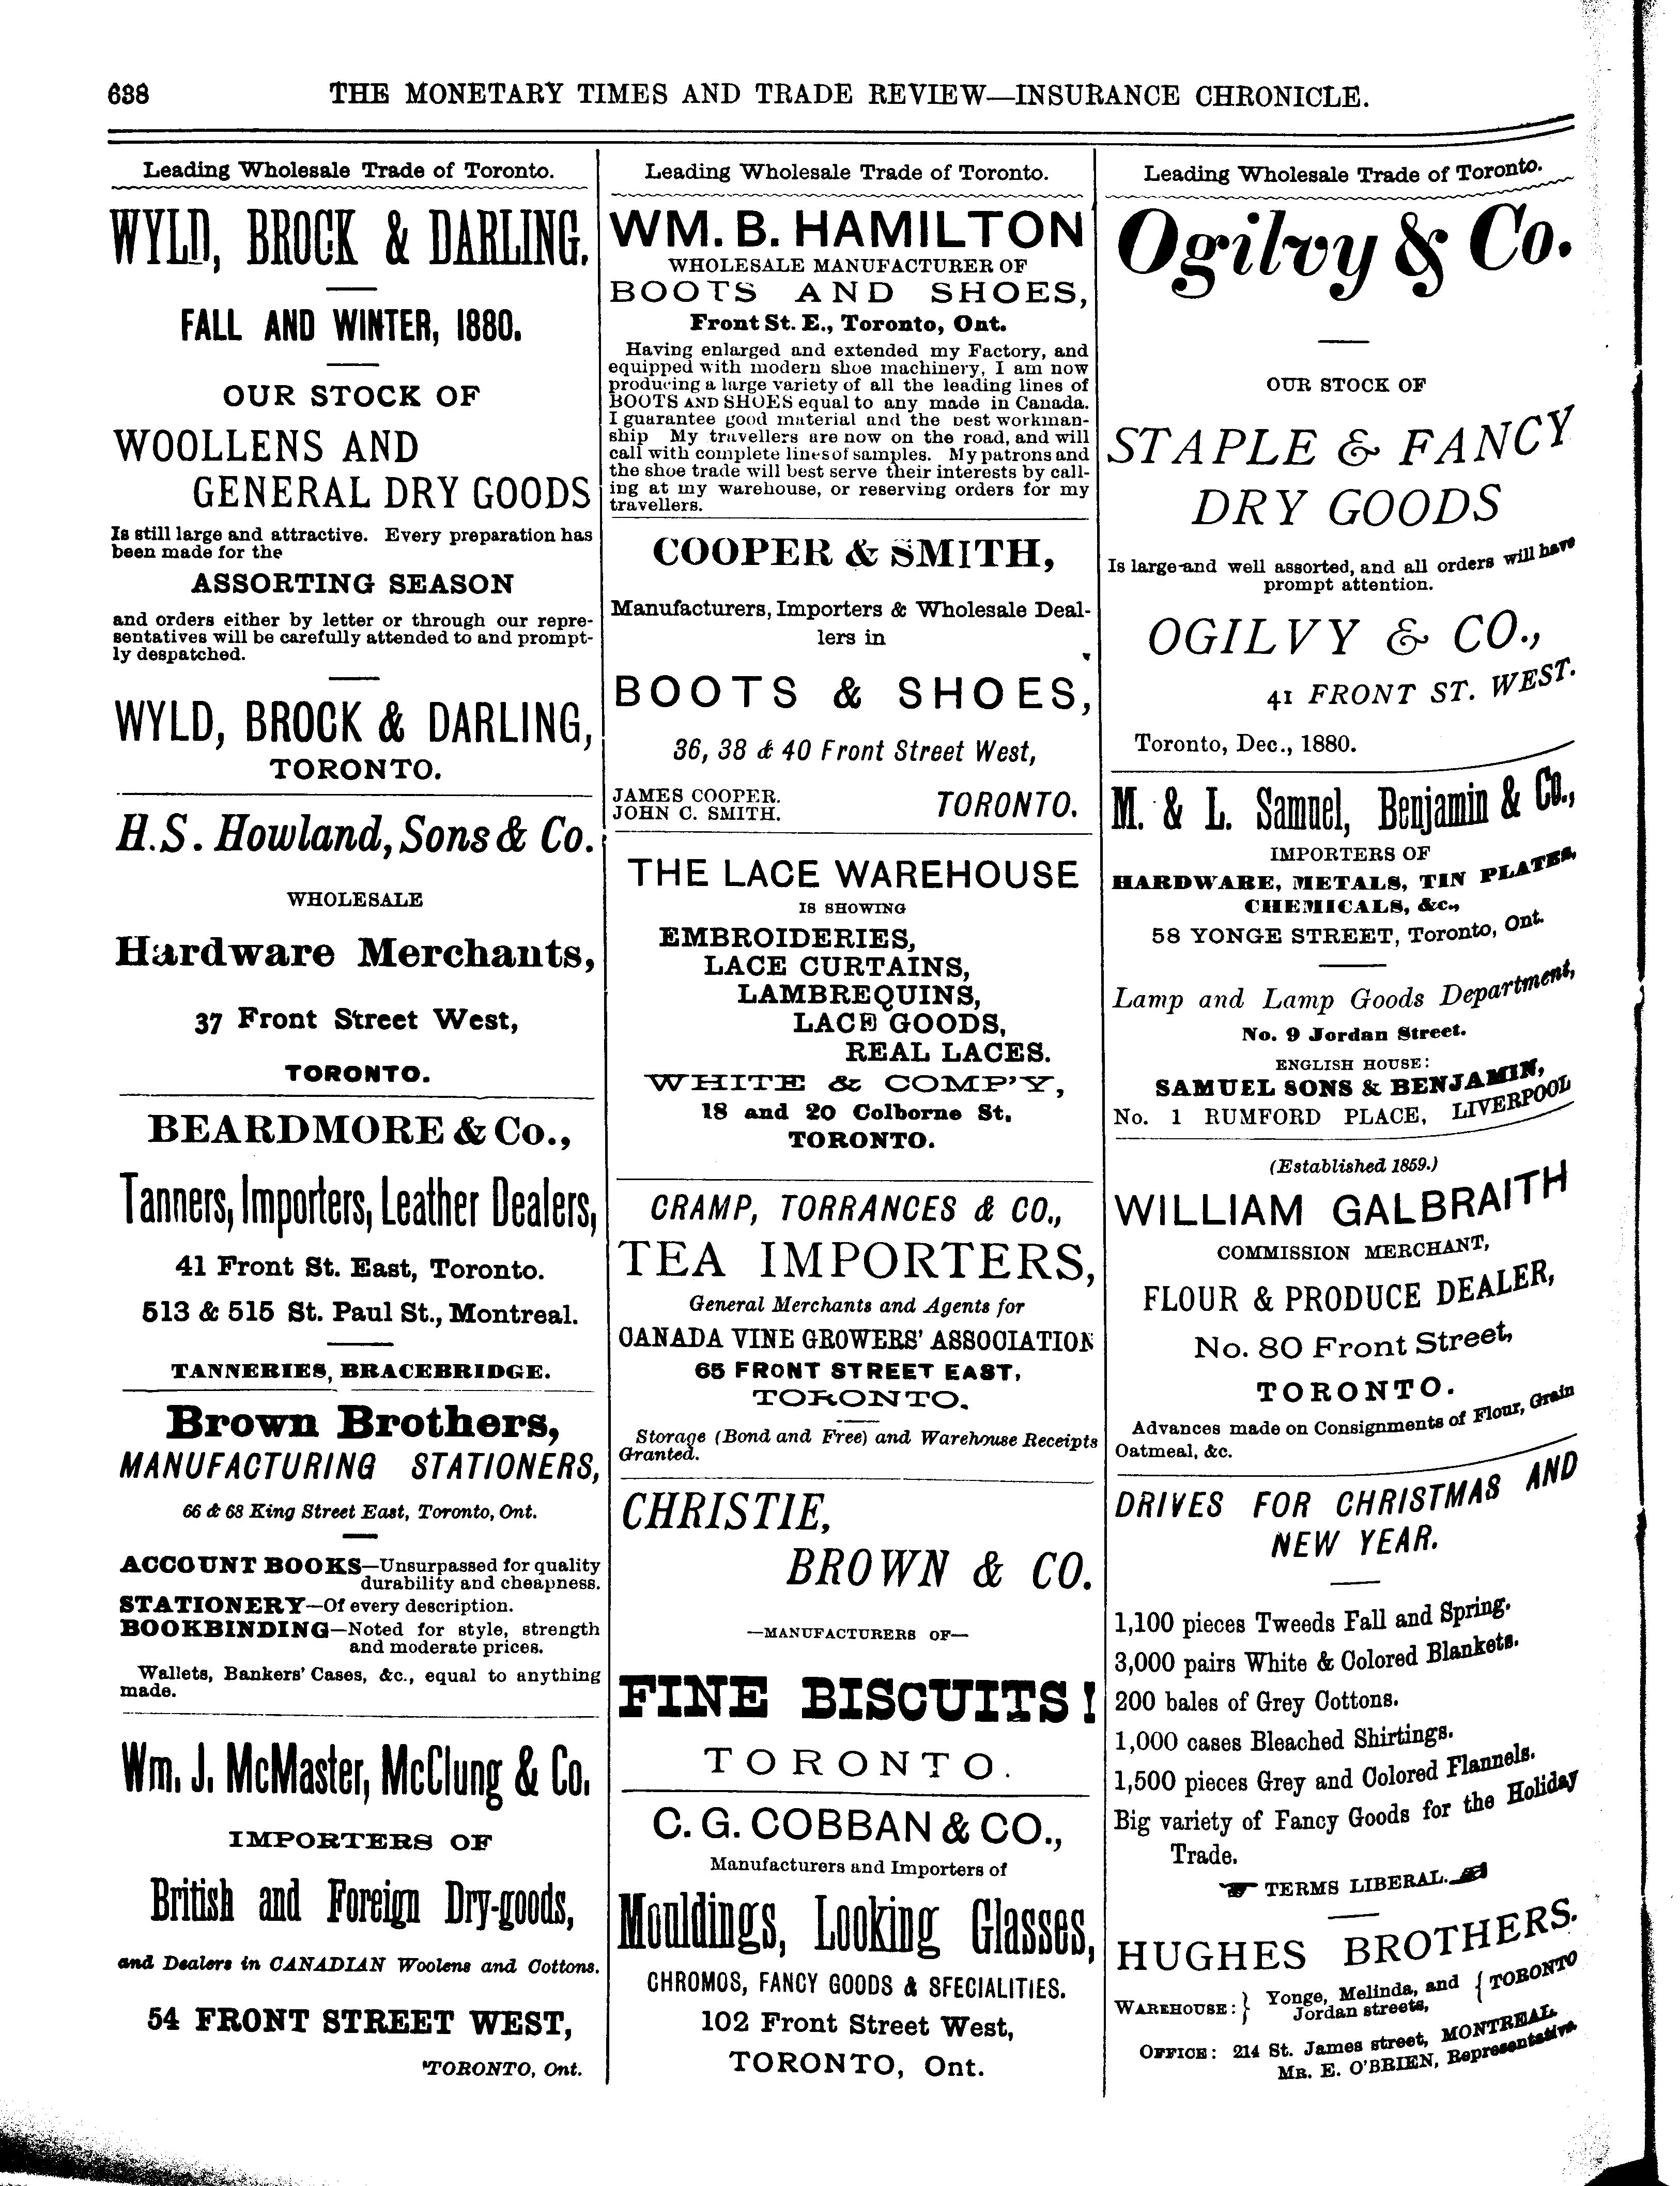 638 THE MONETARY TIMES AND TRADE REVIEW—INSURANCE CHRONICLE.
Leading Wholesale Trade of Toronto.
WYLD, BROCK & DARLING.
FALL AND WINTER, 1880.
OUR STOCK OF
WOOLLENS AND
GENERAL DRY GOODS
Is still large and attractive. Every preparation has
been made for the
ASSORTING SEASON
and orders either by letter or through our repre-
sentatives will be carefully attended to and prompt-
ly despatched.
WYLD, BROCK & DARLING,
TORONTO.
H.S. Howland, Sons & Co.
WHOLESALE
Hardware Merchants,
37 Front Street West,
TORONTO.
BEARDMORE & Co.,
Tanners, Importers, Leather Dealers,
41 Front St. East, Toronto.
513 & 515 St. Paul St., Montreal.
TANNERIES, BRACEBRIDGE.
Brown Brothers,
MANUFACTURING STATIONERS,
66 & 68 King Street East, Toronto, Ont.
ACCOUNT BOOKS—Unsurpassed for quality
durability and cheapness.
STATIONERY—Of every description.
BOOKBINDING—Noted for style, strength
and moderate prices.
Wallets, Bankers' Cases, &c., equal to anything
made.
Wm. J. McMaster, McClung & Co.
IMPORTERS OF
British and Foreign Dry-goods,
and Dealers in CANADIAN Woolens and Cottons.
54 FRONT STREET WEST,
TORONTO, Ont.
Leading Wholesale Trade of Toronto.
WM. B. HAMILTON
WHOLESALE MANUFACTURER OF
BOOTS AND SHOES,
Front St. E., Toronto, Ont.
Having enlarged and extended my Factory, and
equipped with modern shoe machinery, I am now
producing a large variety of all the leading lines of
BOOTS AND SHOES equal to any made in Canada.
I guarantee good material and the best workman-
ship My travellers are now on the road, and will
call with complete lines of samples. My patrons and
the shoe trade will best serve their interests by call-
ing at my warehouse, or reserving orders for my
travellers.
COOPER & SMITH,
Manufacturers, Importers & Wholesale Deal-
lers in
BOOTS & SHOES,
36, 38 & 40 Front Street West,
JAMES COOPER.
JOHN C. SMITH. TORONTO.
THE LACE WAREHOUSE
IS SHOWING
EMBROIDERIES,
LACE CURTAINS,
LAMBREQUINS,
LACE GOODS,
REAL LACES.
WHITE & COMP'Y,
18 and 20 Colborne St.
TORONTO.
CRAMP, TORRANCES & CO.,
TEA IMPORTERS,
General Merchants and Agents for
CANADA VINE GROWERS' ASSOCIATION
65 FRONT STREET EAST,
TORONTO.
Storage (Bond and Free) and Warehouse Receipts
Granted.
CHRISTIE,
BROWN & CO.
—MANUFACTURERS OF—
FINE BISCUITS!
TORONTO.
C. G. COBBAN & CO.,
Manufacturers and Importers of
Mouldings, Looking Glasses,
CHROMOS, FANCY GOODS & SPECIALITIES.
102 Front Street West,
TORONTO, Ont.
Leading Wholesale Trade of Toronto.
Ogilvy & Co.
OUR STOCK OF
STAPLE & FANCY
DRY GOODS
Is large and well assorted, and all orders will have
prompt attention.
OGILVY & CO.,
41 FRONT ST. WEST.
Toronto, Dec., 1880.
M. & L. Samuel, Benjamin & Co.,
IMPORTERS OF
HARDWARE, METALS, TIN PLATES,
CHEMICALS, &c.,
58 YONGE STREET, Toronto, Ont.
Lamp and Lamp Goods Department,
No. 9 Jordan Street.
ENGLISH HOUSE:
SAMUEL SONS & BENJAMIN,
No. 1 RUMFORD PLACE, LIVERPOOL
(Established 1859.)
WILLIAM GALBRAITH
COMMISSION MERCHANT,
FLOUR & PRODUCE DEALER,
No. 80 Front Street,
TORONTO.
Advances made on Consignments of Flour, Grain
Oatmeal, &c.
DRIVES FOR CHRISTMAS AND
NEW YEAR.
1,100 pieces Tweeds Fall and Spring.
3,000 pairs White & Colored Blankets.
200 bales of Grey Cottons.
1,000 cases Bleached Shirtings.
1,500 pieces Grey and Colored Flannels.
Big variety of Fancy Goods for the Holiday
Trade.
TERMS LIBERAL.
HUGHES BROTHERS.
WAREHOUSE: } Yonge, Melinda, and { TORONTO
Jordan streets,
OFFICE: 214 St. James street, MONTREAL.
MR. E. O'BRIEN, Representative.